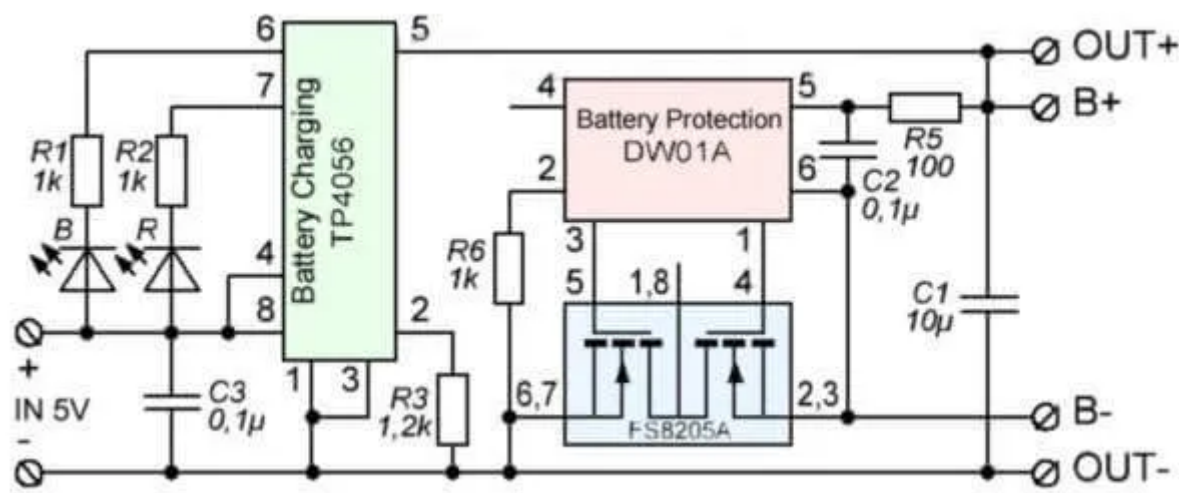 6
5
OUT+
7
4
Battery Protection
DW01A
5
B+
R1
1k
R2
1k
Battery Charging
TP4056
2
6
R5
100
C2
0,1µ
B
R
R6
1k
3
1
4
5
1,8
4
C1
10µ
8
2
+
IN 5V
-
C3
0,1µ
1
3
R3
1,2k
6,7
2,3
FS8205A
B-
OUT-